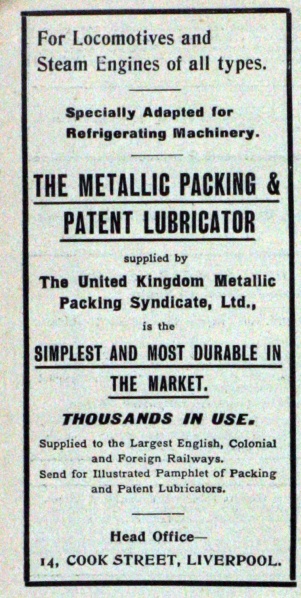 For Locomotives and
Steam Engines of all types.
Specially Adapted for
Refrigerating Machinery.
THE METALLIC PACKING &
PATENT LUBRICATOR
supplied by
The United Kingdom Metallic
Packing Syndicate, Ltd.,
is the
SIMPLEST AND MOST DURABLE IN
THE MARKET.
THOUSANDS IN USE.
Supplied to the Largest English, Colonial
and Foreign Railways.
Send for Illustrated Pamphlet of Packing
and Patent Lubricators.
Head Office—
14, COOK STREET, LIVERPOOL.